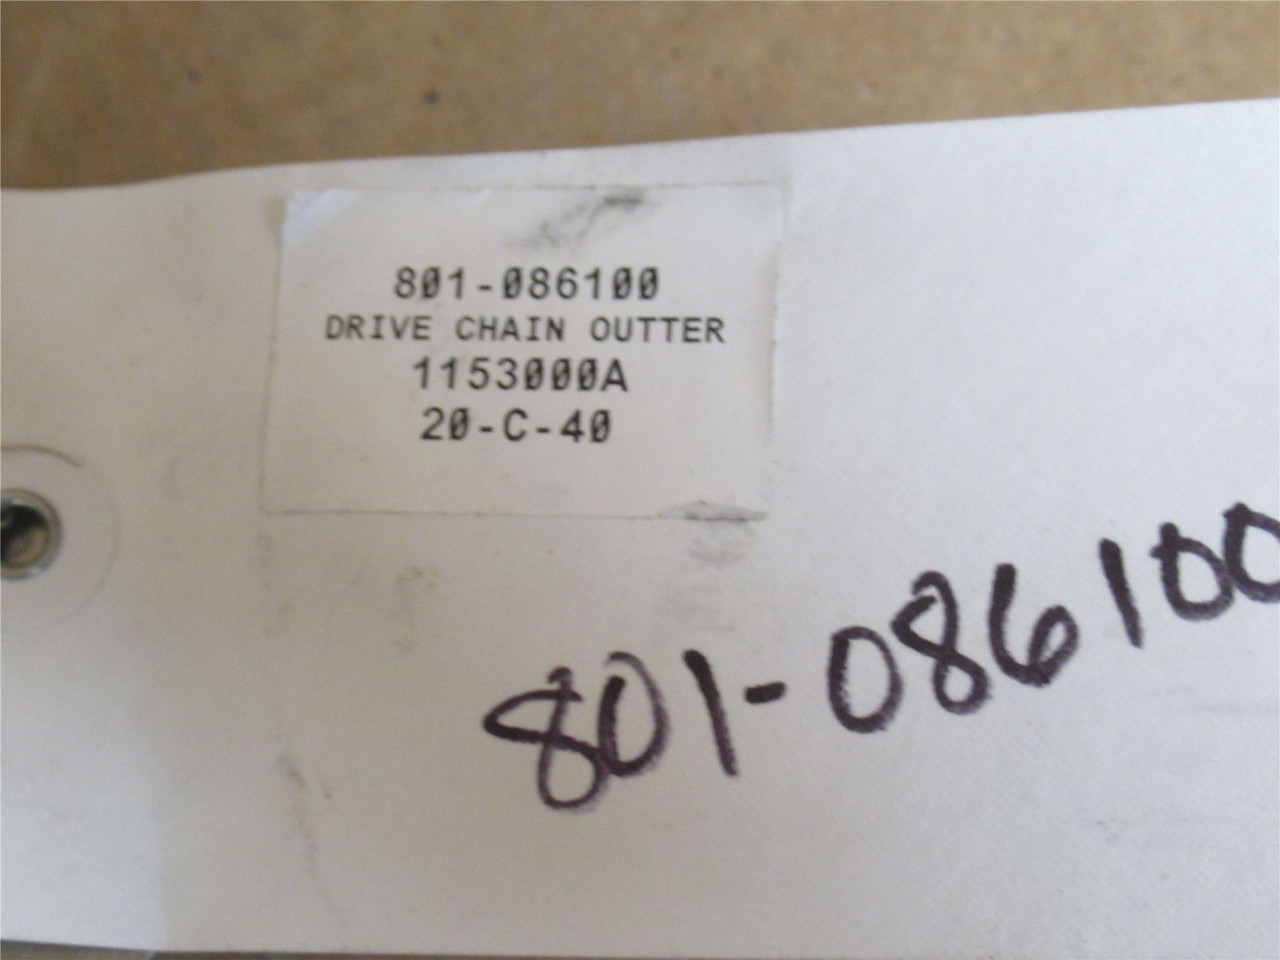 801-086100
DRIVE CHAIN OUTTER
1153000A
20-C-40
801-086100